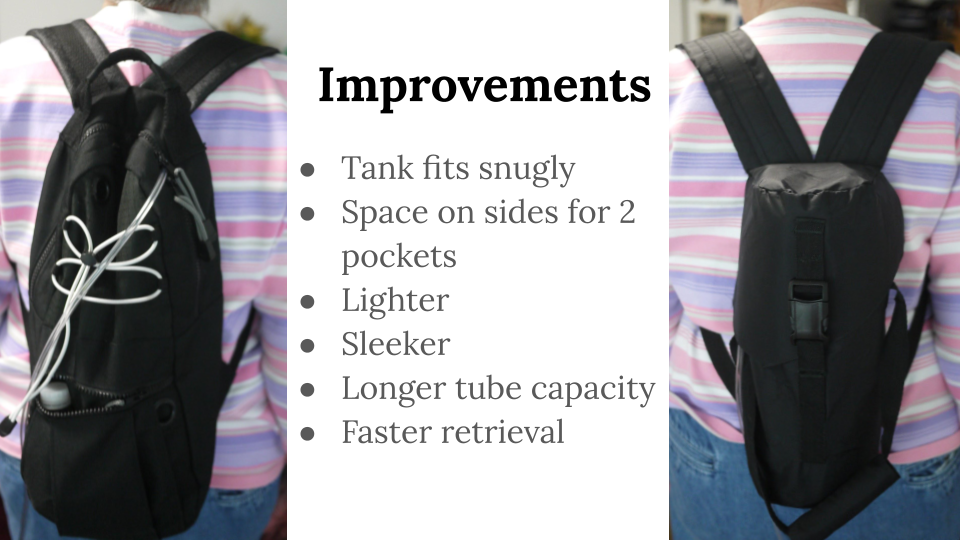 Improvements
● Tank fits snugly
● Space on sides for 2
pockets
● Lighter
● Sleeker
● Longer tube capacity
● Faster retrieval